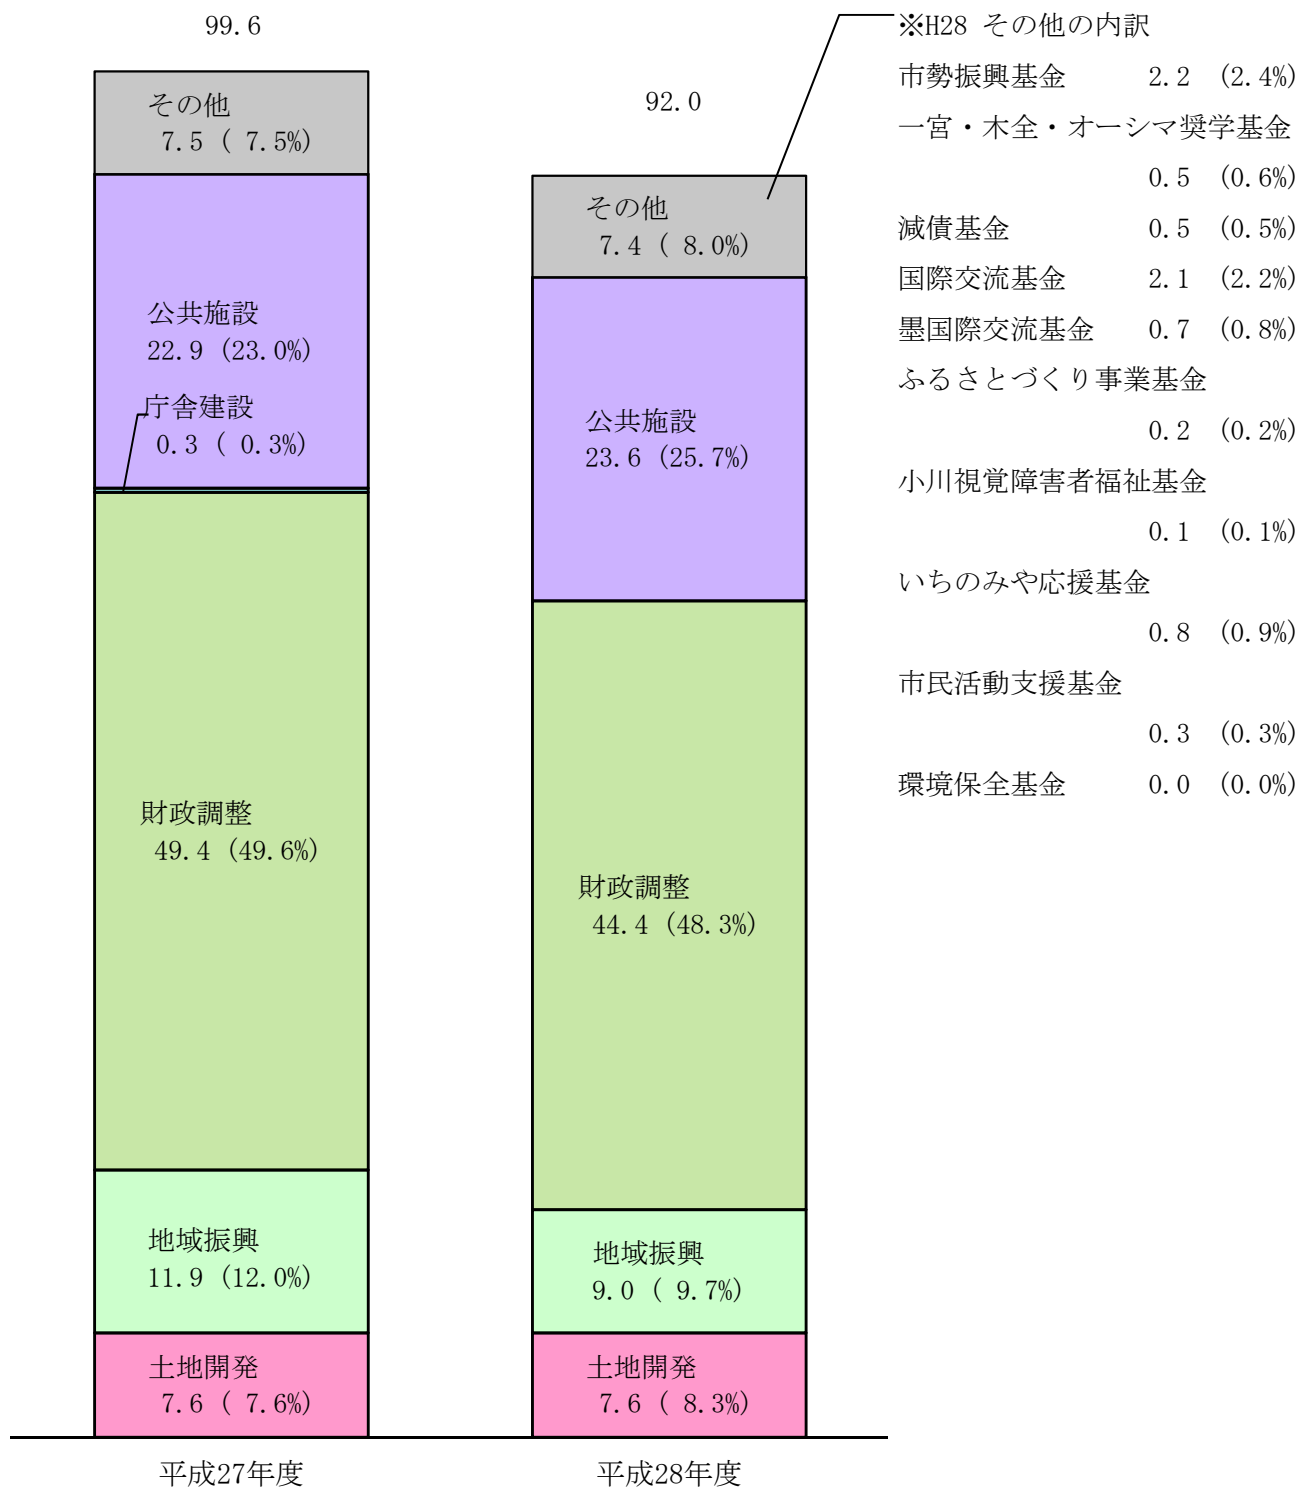 99.6
その他
7.5 ( 7.5%)
公共施設
22.9 (23.0%)
庁舎建設
0.3 ( 0.3%)
財政調整
49.4 (49.6%)
地域振興
11.9 (12.0%)
土地開発
7.6 ( 7.6%)
平成27年度
92.0
その他
7.4 ( 8.0%)
公共施設
23.6 (25.7%)
財政調整
44.4 (48.3%)
地域振興
9.0 ( 9.7%)
土地開発
7.6 ( 8.3%)
平成28年度
※H28 その他の内訳
市勢振興基金 2.2 (2.4%)
一宮・木全・オーシマ奨学基金
0.5 (0.6%)
減債基金 0.5 (0.5%)
国際交流基金 2.1 (2.2%)
墨国際交流基金 0.7 (0.8%)
ふるさとづくり事業基金
0.2 (0.2%)
小川視覚障害者福祉基金
0.1 (0.1%)
いちのみや応援基金
0.8 (0.9%)
市民活動支援基金
0.3 (0.3%)
環境保全基金 0.0 (0.0%)